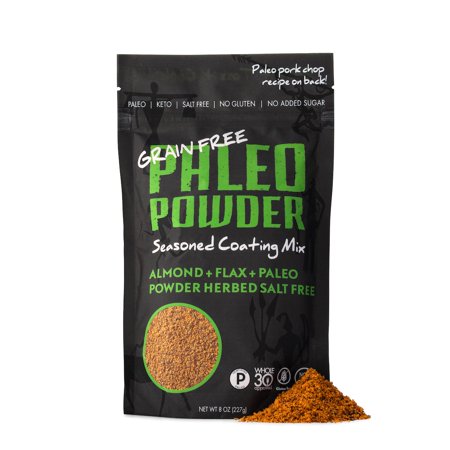 Paleo pork chop
recipe on back!
PALEO | KETO | SALT FREE | NO GLUTEN | NO ADDED SUGAR
GRAIN FREE
PALEO
POWDER
Seasoned Coating Mix
ALMOND + FLAX + PALEO
POWDER HERBED SALT FREE
P
WHOLE
30
approved
NET WT 8 OZ (227g)